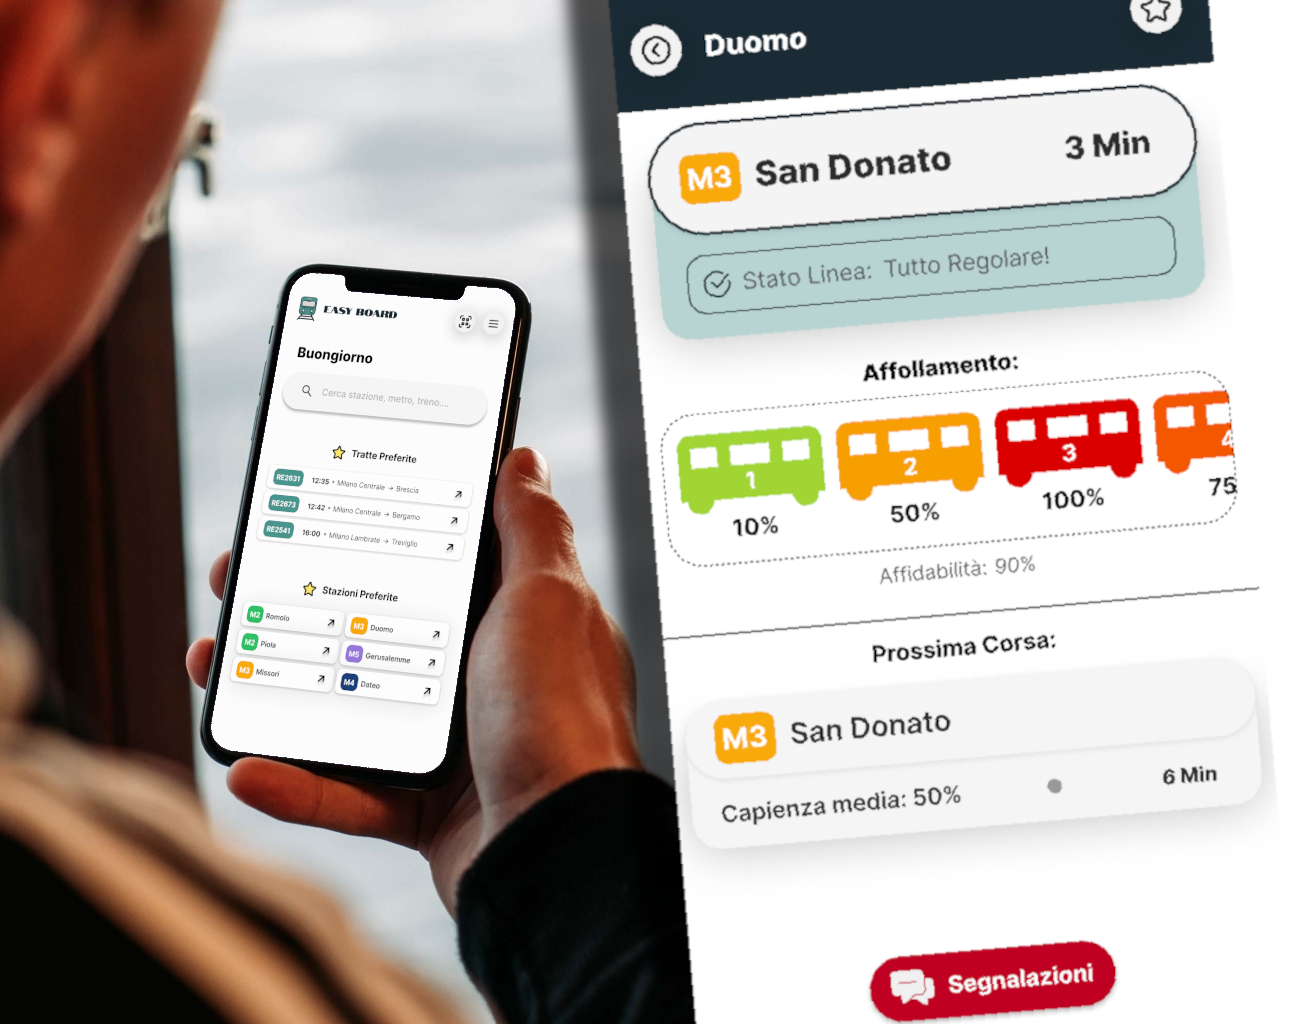 EASY BOARD
Buongiorno
Cerca stazione, metro, treno....
Tratte Preferite
RE2631 12:35 • Milano Centrale → Brescia
RE2673 12:42 • Milano Centrale → Bergamo
RE2541 16:00 • Milano Lambrate → Treviglio
Stazioni Preferite
M2 Romolo
M3 Duomo
M2 Piola
M5 Gerusalemme
M3 Missori
M4 Dateo
Duomo
M3 San Donato 3 Min
Stato Linea: Tutto Regolare!
Affollamento:
1 2 3 4
10% 50% 100% 75
Affidabilità: 90%
Prossima Corsa:
M3 San Donato
Capienza media: 50% 6 Min
Segnalazioni